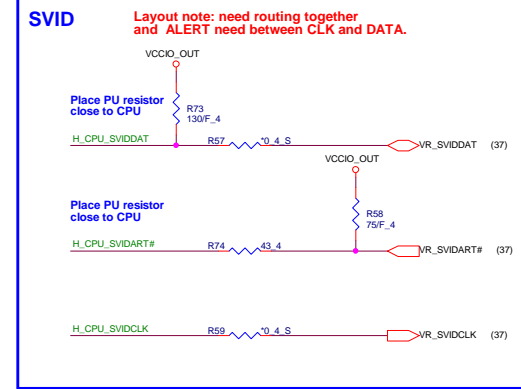 SVID
Layout note: need routing together
and ALERT need between CLK and DATA.
VCCIO_OUT
Place PU resistor
close to CPU
R73
130/F_4
H_CPU_SVIDDAT
R57
*0_4_S
VR_SVIDDAT (37)
VCCIO_OUT
Place PU resistor
close to CPU
R58
75/F_4
H_CPU_SVIDART#
R74
43_4
VR_SVIDART# (37)
H_CPU_SVIDCLK
R59
*0_4_S
VR_SVIDCLK (37)